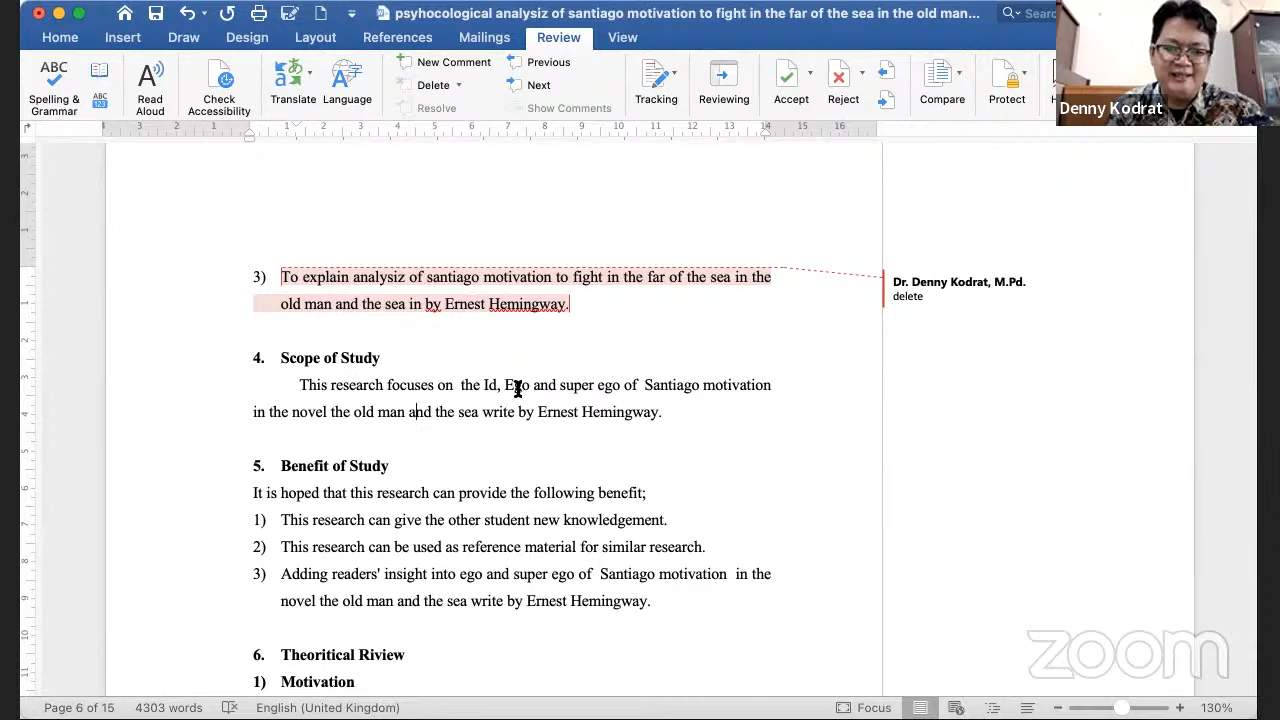 psyhocological analysiz of santiago motivation to fight in the far of the sea in the old man...
Home Insert Draw Design Layout References Mailings Review View
New Comment
Previous
Delete
Next
Resolve
Show Comments
Spelling & Grammar
Read Aloud
Check Accessibility
Translate
Language
Tracking
Reviewing
Accept
Reject
Compare
Protect
Denny Kodrat
3) To explain analysiz of santiago motivation to fight in the far of the sea in the
old man and the sea in by Ernest Hemingway.
Dr. Denny Kodrat, M.Pd.
delete
4. Scope of Study
This research focuses on the Id, Ego and super ego of Santiago motivation
in the novel the old man and the sea write by Ernest Hemingway.
5. Benefit of Study
It is hoped that this research can provide the following benefit;
1) This research can give the other student new knowledgement.
2) This research can be used as reference material for similar research.
3) Adding readers' insight into ego and super ego of Santiago motivation in the
novel the old man and the sea write by Ernest Hemingway.
6. Theoritical Riview
1) Motivation
zoom
Page 6 of 15 4303 words English (United Kingdom) Focus 130%